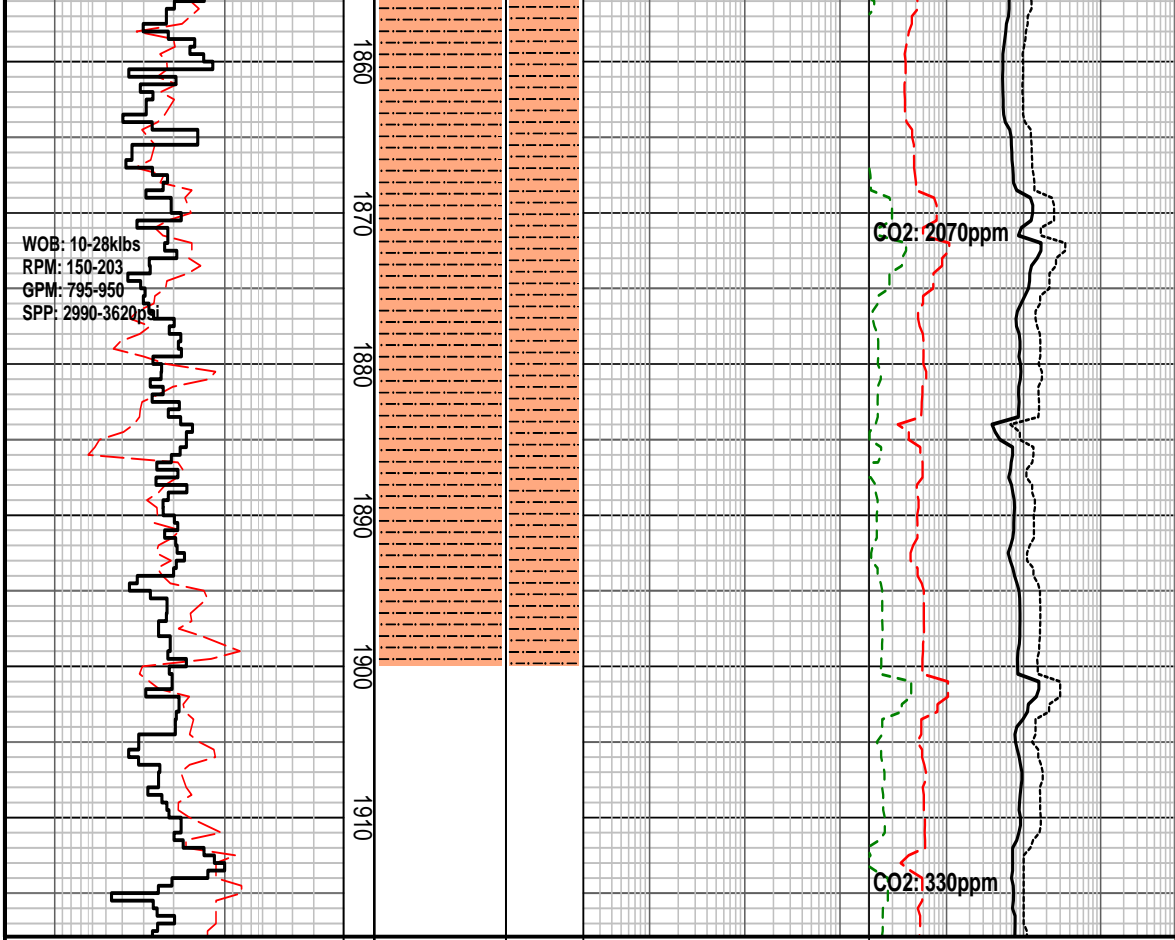 1860
1870
CO2: 2070ppm
WOB: 10-28klbs
RPM: 150-203
GPM: 795-950
SPP: 2990-3620psi
1880
1890
1900
1910
CO2: 330ppm